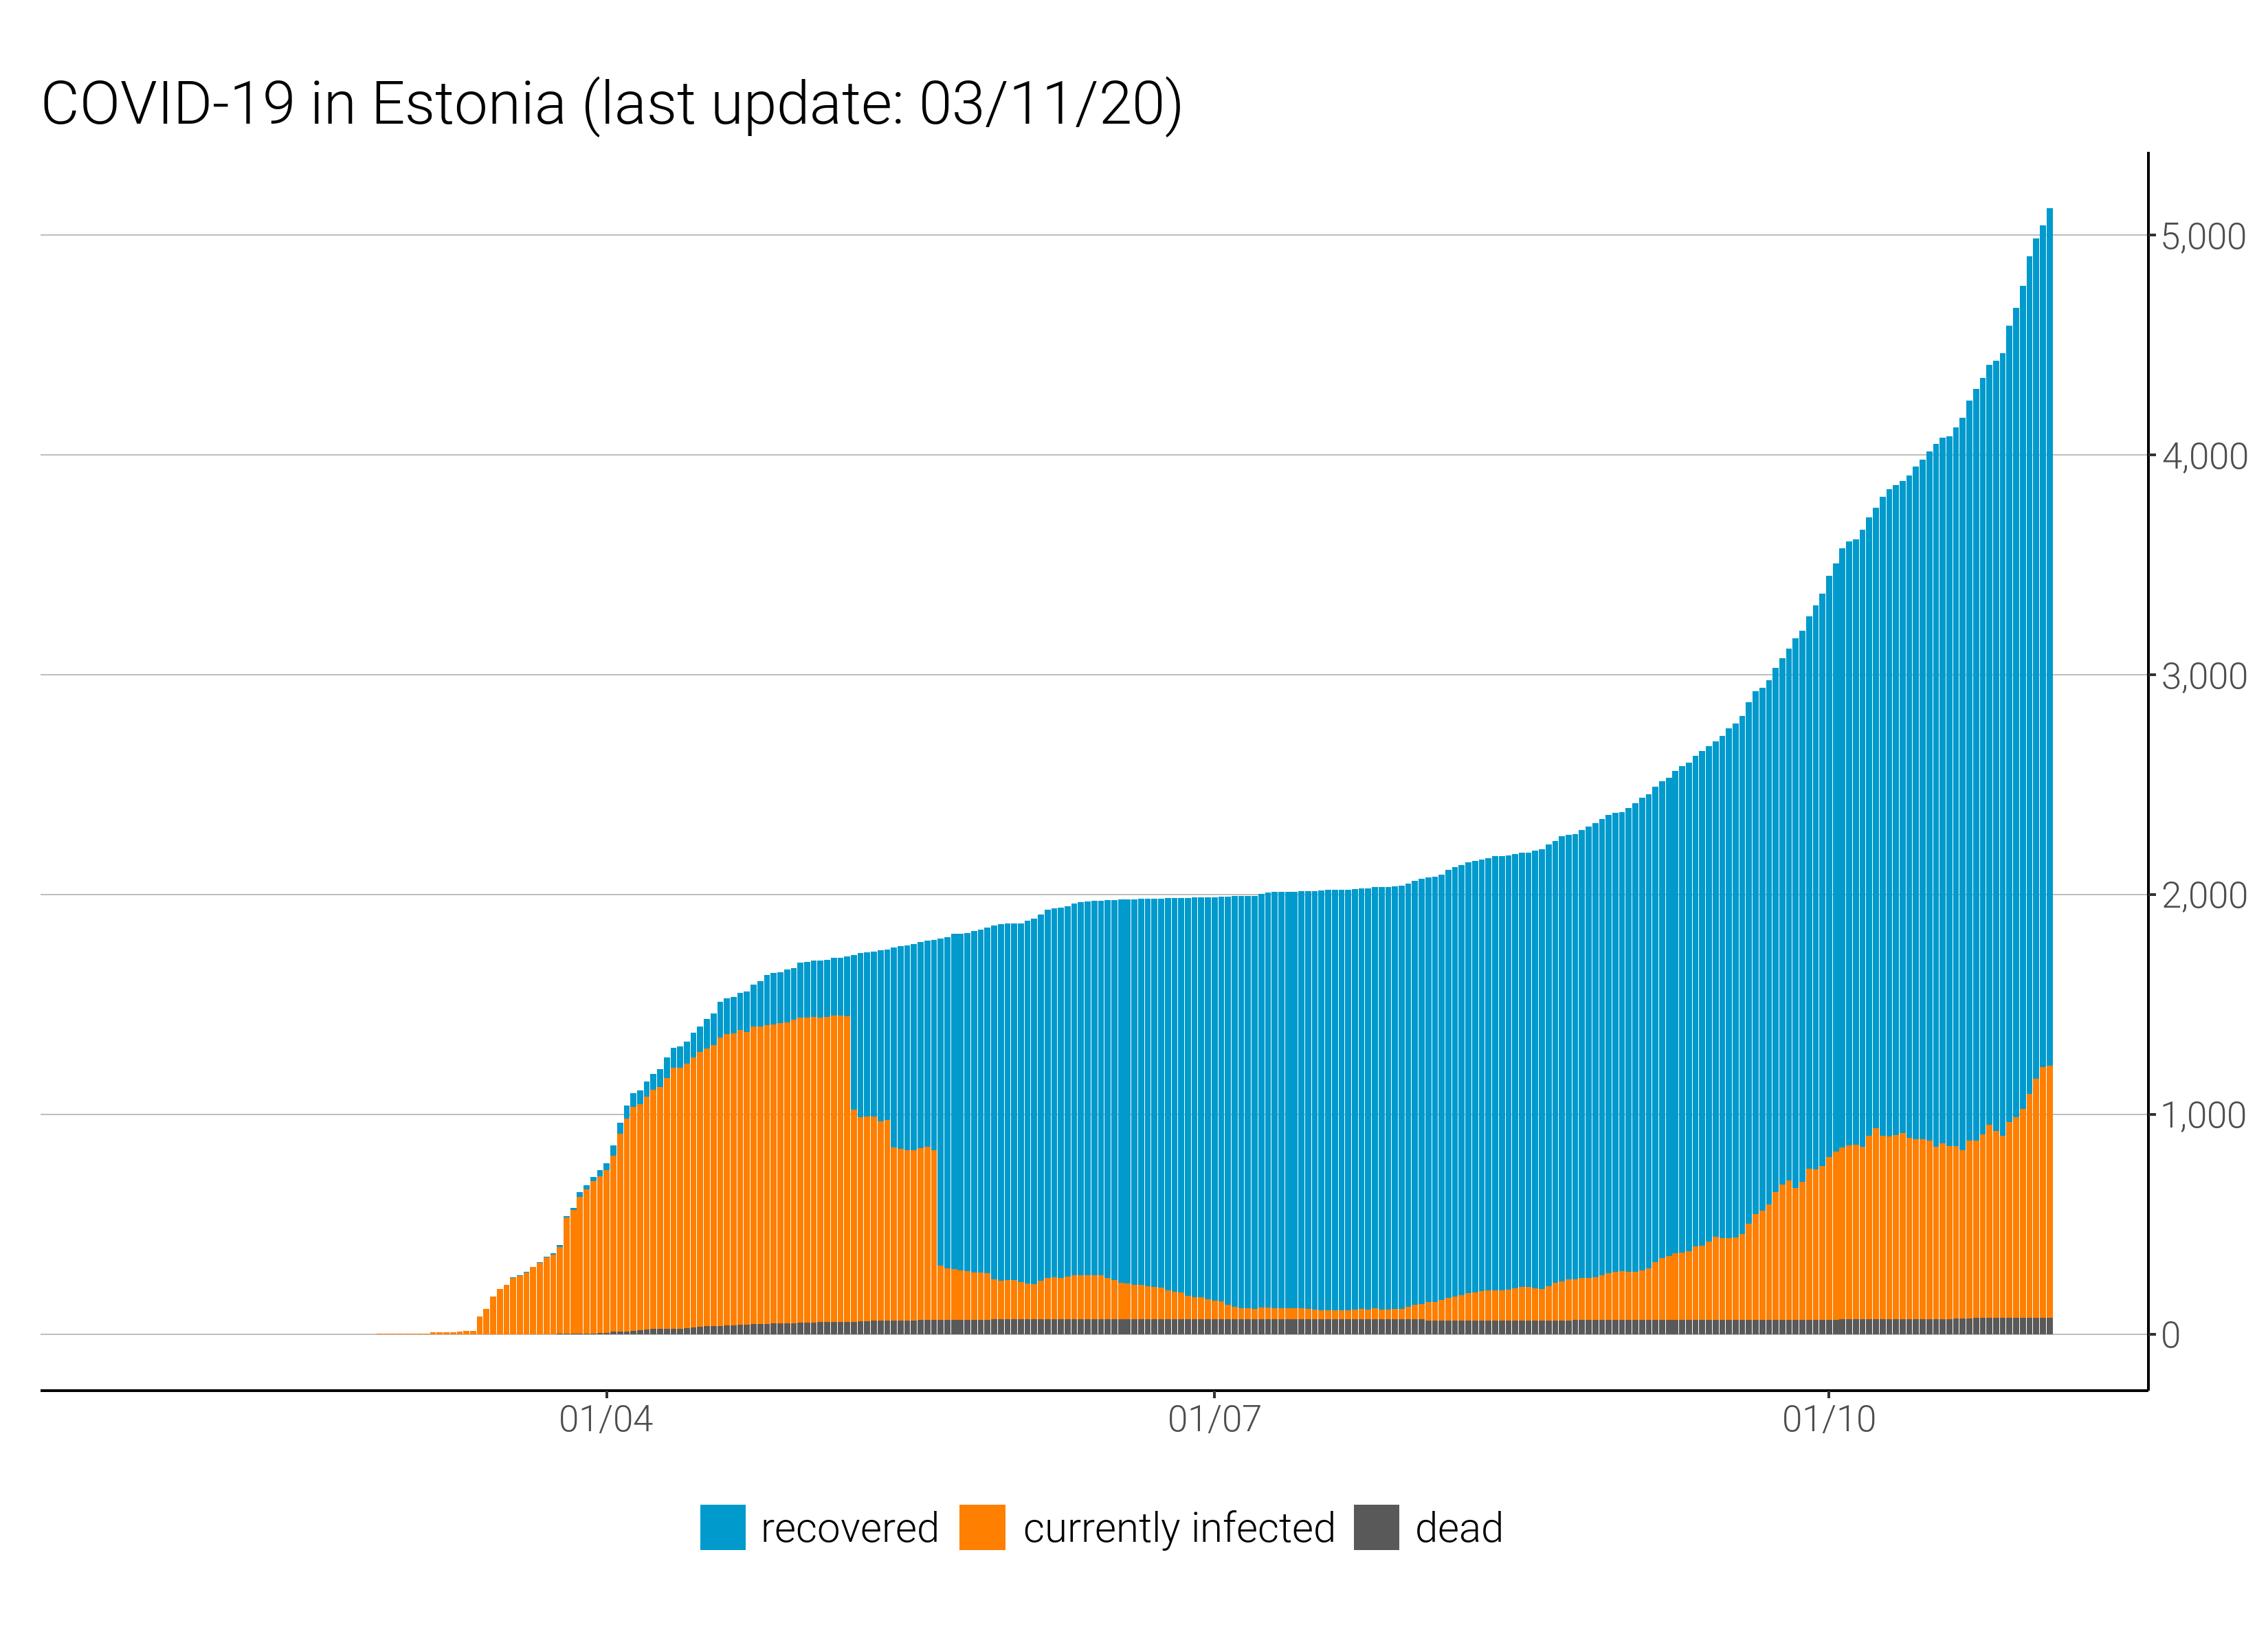 COVID-19 in Estonia (last update: 03/11/20)
5,000
4,000
3,000
2,000
1,000
0
01/04 01/07 01/10
recovered currently infected dead